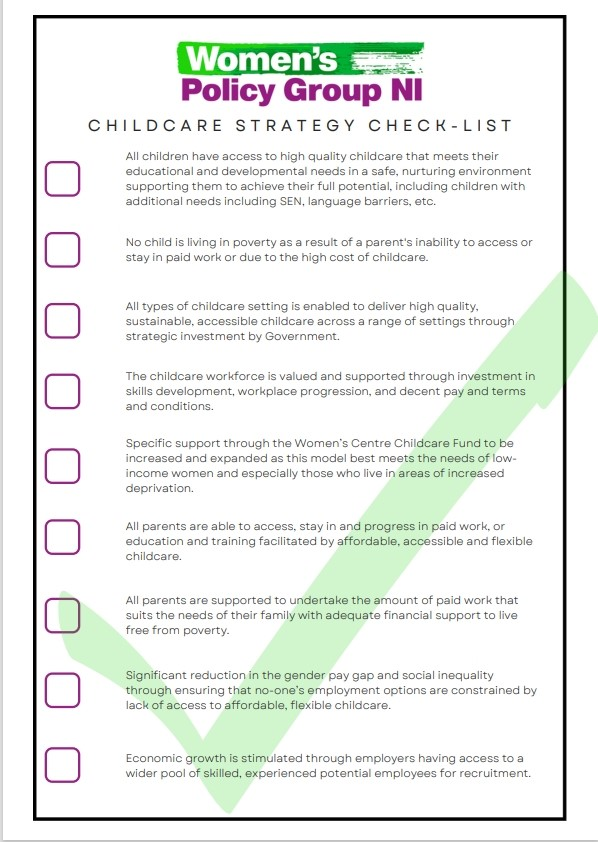 Women's
Policy Group NI
CHILDCARE STRATEGY CHECK-LIST
All children have access to high quality childcare that meets their
educational and developmental needs in a safe, nurturing environment
supporting them to achieve their full potential, including children with
additional needs including SEN, language barriers, etc.
No child is living in poverty as a result of a parent's inability to access or
stay in paid work or due to the high cost of childcare.
All types of childcare setting is enabled to deliver high quality,
sustainable, accessible childcare across a range of settings through
strategic investment by Government.
The childcare workforce is valued and supported through investment in
skills development, workplace progression, and decent pay and terms
and conditions.
Specific support through the Women's Centre Childcare Fund to be
increased and expanded as this model best meets the needs of low-
income women and especially those who live in areas of increased
deprivation.
All parents are able to access, stay in and progress in paid work, or
education and training facilitated by affordable, accessible and flexible
childcare.
All parents are supported to undertake the amount of paid work that
suits the needs of their family with adequate financial support to live
free from poverty.
Significant reduction in the gender pay gap and social inequality
through ensuring that no-one's employment options are constrained by
lack of access to affordable, flexible childcare.
Economic growth is stimulated through employers having access to a
wider pool of skilled, experienced potential employees for recruitment.